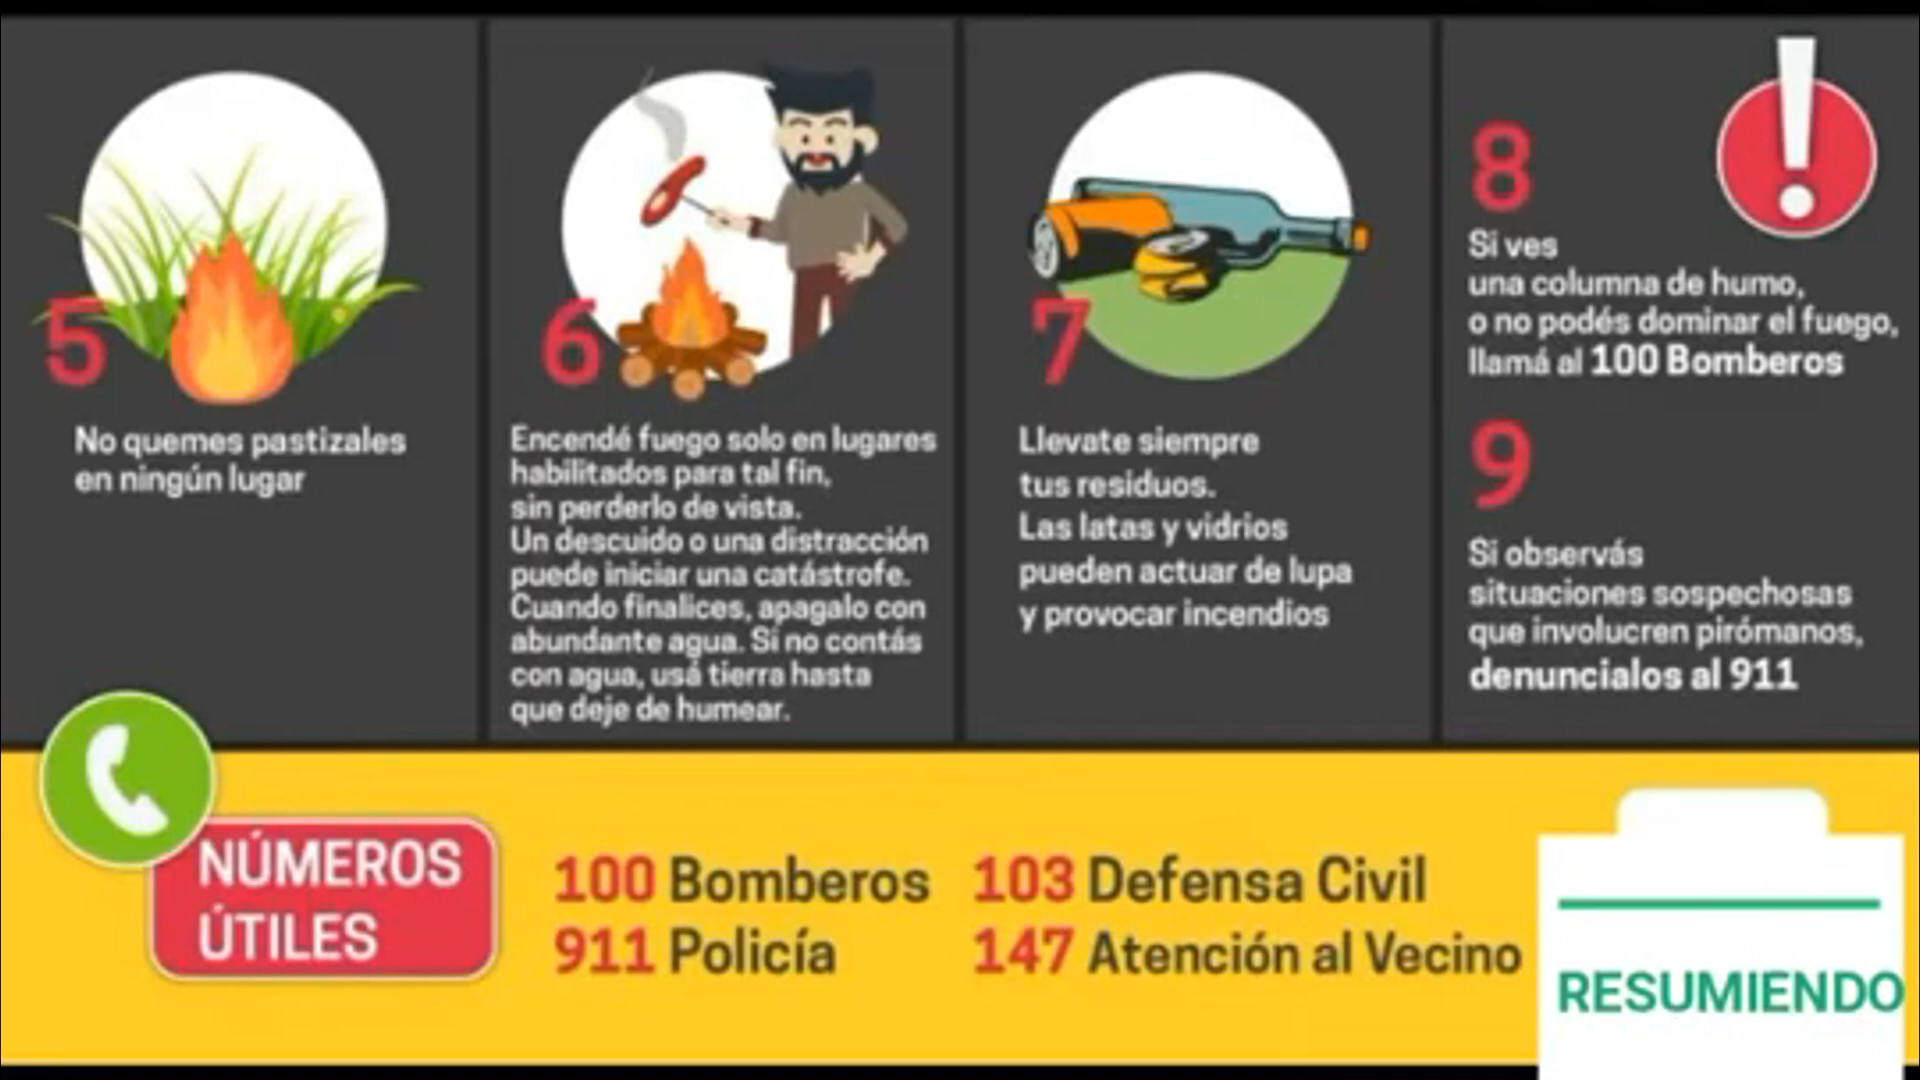 5
No quemes pastizales
en ningún lugar
6
Encendé fuego solo en lugares
habilitados para tal fin,
sin perderlo de vista.
Un descuido o una distracción
puede iniciar una catástrofe.
Cuando finalices, apagalo con
abundante agua. Si no contás
con agua, usá tierra hasta
que deje de humear.
7
Llevate siempre
tus residuos.
Las latas y vidrios
pueden actuar de lupa
y provocar incendios
8
Si ves
una columna de humo,
o no podés dominar el fuego,
llamá al 100 Bomberos
9
Si observás
situaciones sospechosas
que involucren pirómanos,
denuncialos al 911
NÚMEROS
ÚTILES
100 Bomberos
911 Policía
103 Defensa Civil
147 Atención al Vecino
RESUMIENDO